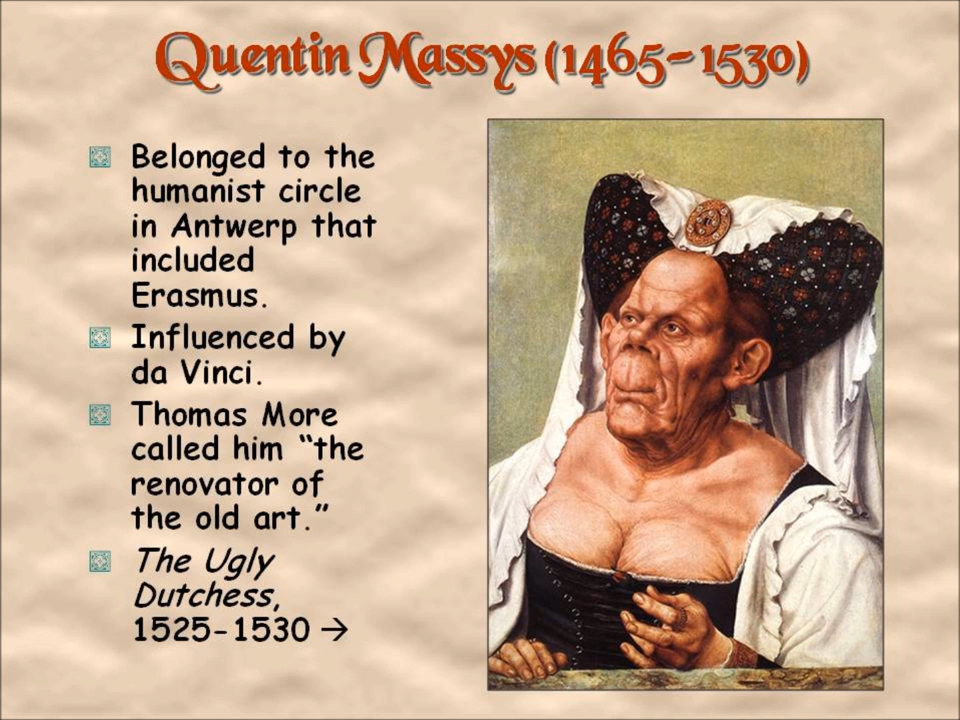 Quentin Massys (1465-1530)
Belonged to the
humanist circle
in Antwerp that
included
Erasmus.
Influenced by
da Vinci.
Thomas More
called him “the
renovator of
the old art.”
The Ugly
Dutchess,
1525-1530 →